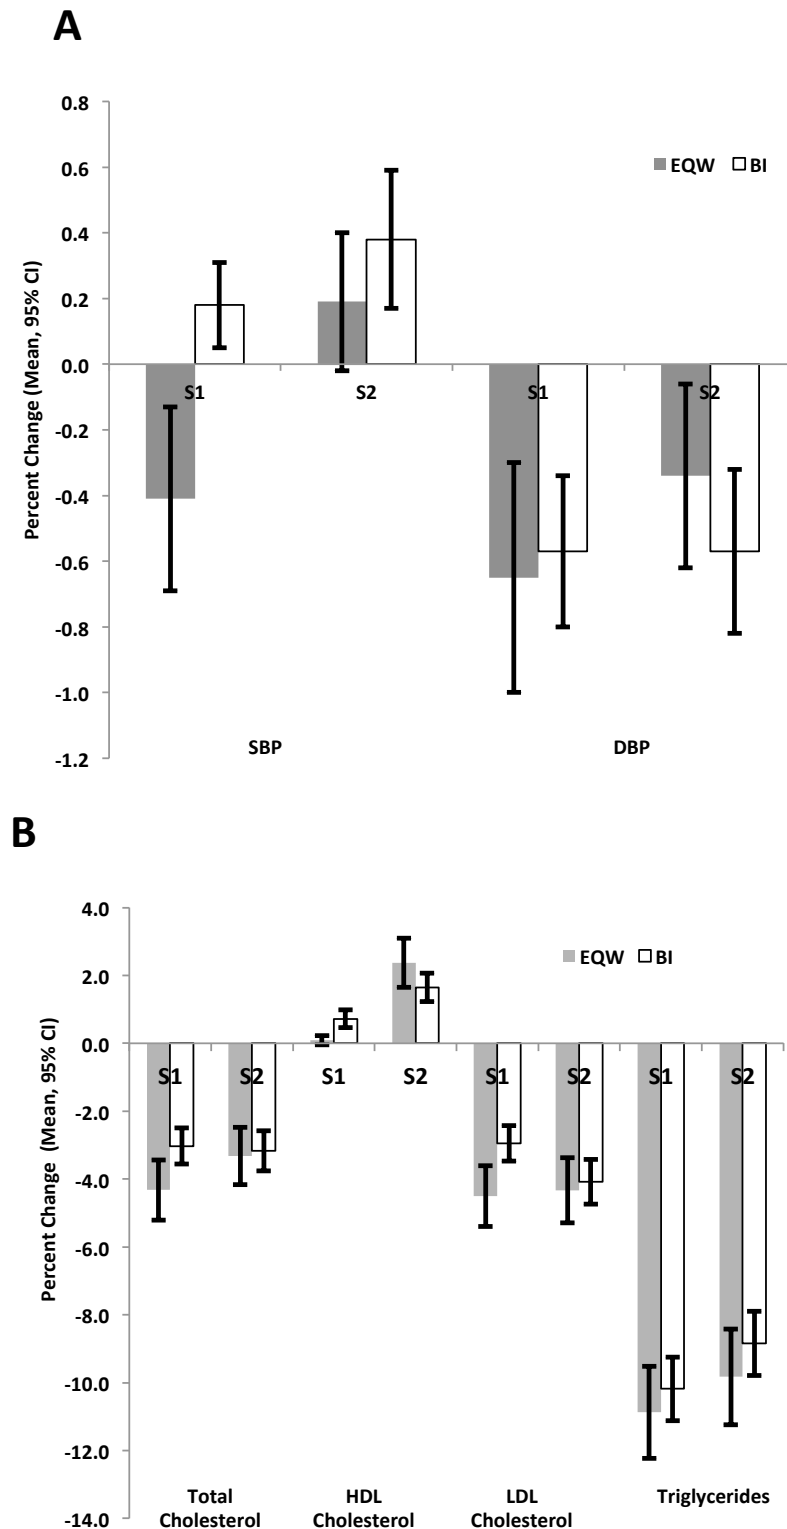 A
0.8
0.6
EQW BI
0.4
0.2
0.0
S1 S2 S1 S2
-0.2
-0.4
-0.6
-0.8
-1.0
-1.2
Percent Change (Mean, 95% CI)
SBP DBP
B
4.0
EQW BI
2.0
0.0
S1 S2 S1 S2 S1 S2 S1 S2
-2.0
-4.0
-6.0
-8.0
-10.0
-12.0
-14.0
Percent Change (Mean, 95% CI)
Total HDL LDL Triglycerides
Cholesterol Cholesterol Cholesterol